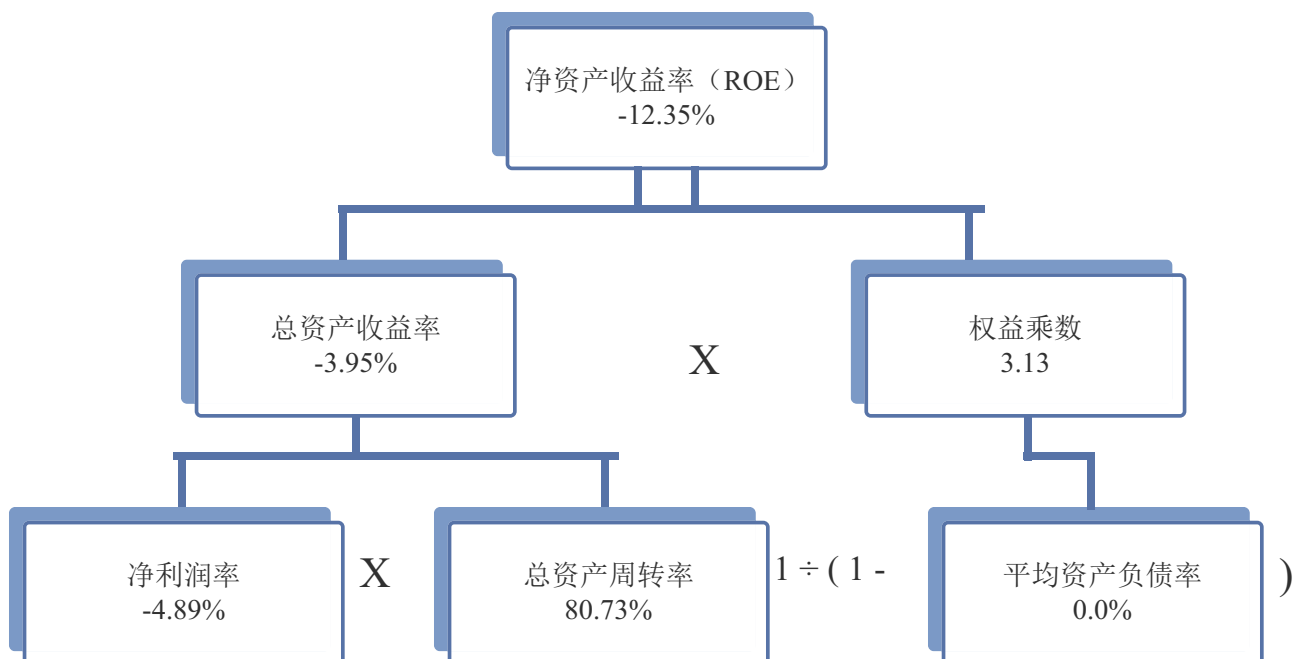 净资产收益率（ROE）
-12.35%
总资产收益率
-3.95%
X
权益乘数
3.13
净利润率
-4.89%
X
总资产周转率
80.73%
1 ÷ ( 1 -
平均资产负债率
0.0%
)